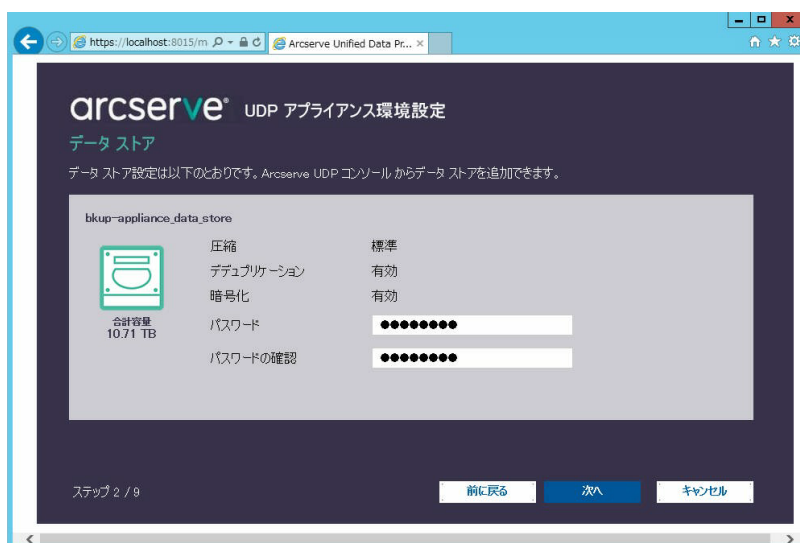 https://localhost:8015/m
Arcserve Unified Data Pr...
arcserve® UDP アプライアンス環境設定
データ ストア
データ ストア設定は以下のとおりです。Arcserve UDP コンソール からデータ ストアを追加できます。
bkup-appliance_data_store
圧縮 標準
デデュプリケーション 有効
暗号化 有効
合計容量
10.71 TB
パスワード ●●●●●●●●
パスワードの確認 ●●●●●●●●
ステップ 2 / 9
前に戻る 次へ キャンセル